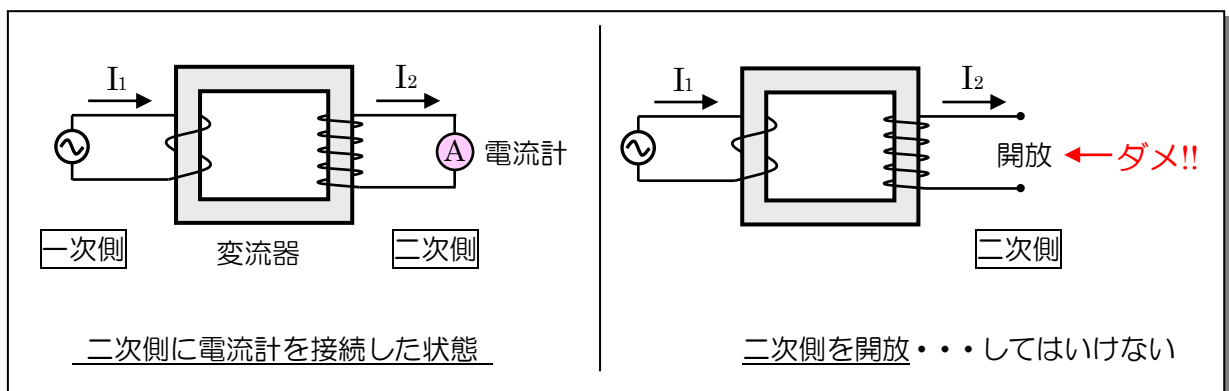 I₁
I₂
A 電流計
一次側
変流器
二次側
二次側に電流計を接続した状態
I₁
I₂
開放 ← ダメ!!
二次側
二次側を開放・・・してはいけない